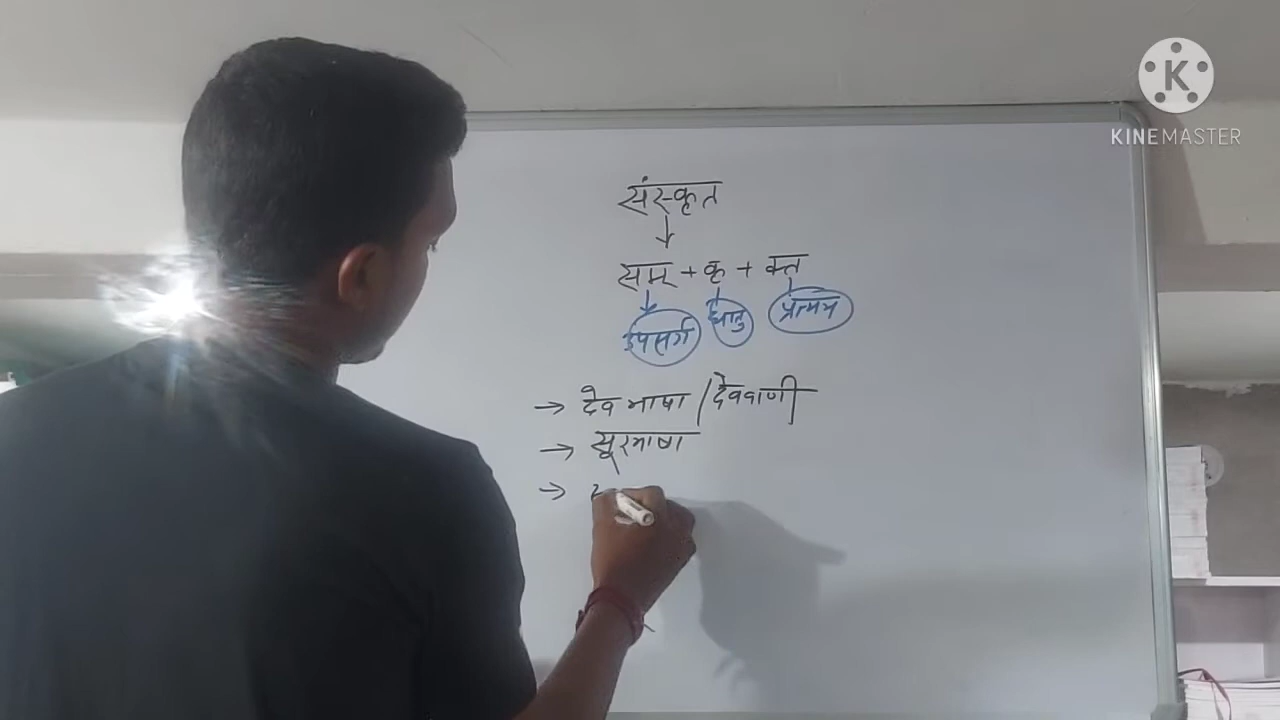 KINEMASTER
संस्कृत
सम् + कृ + क्त
उपसर्ग धातु प्रत्यय
→ देव भाषा / देववाणी
→ सूरभाषा
→